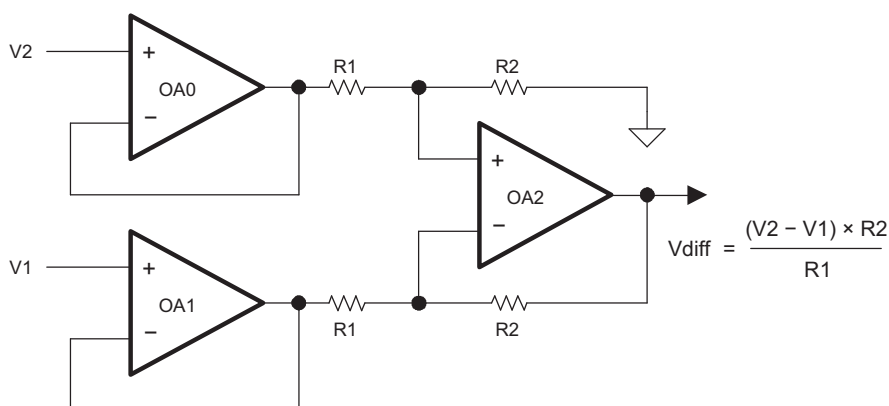 V2
+
OA0
−
R1
R2
+
OA2
−
Vdiff = (V2 − V1) × R2
R1
V1
+
OA1
−
R1
R2